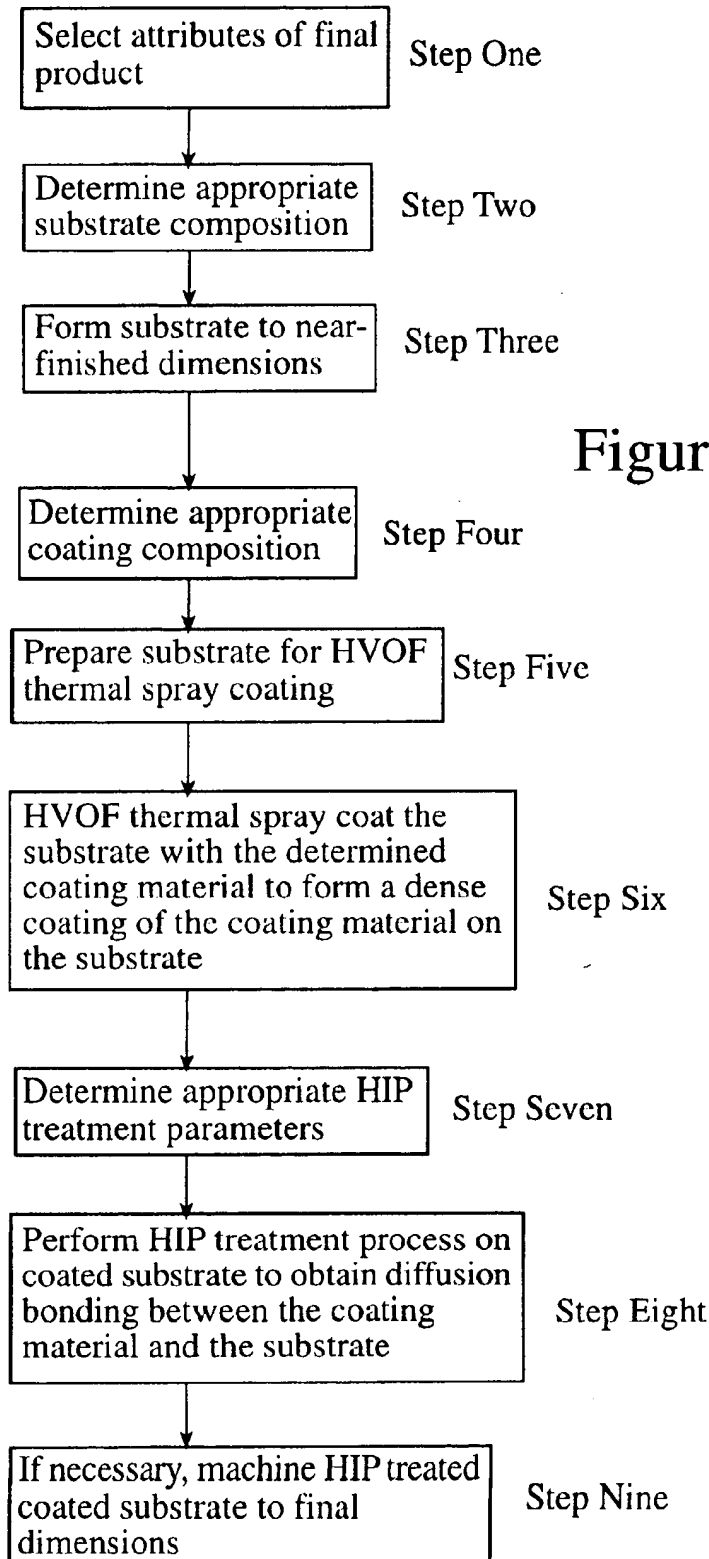 Select attributes of final
product
Step One
Determine appropriate
substrate composition
Step Two
Form substrate to near-
finished dimensions
Step Three
Figur
Determine appropriate
coating composition
Step Four
Prepare substrate for HVOF
thermal spray coating
Step Five
HVOF thermal spray coat the
substrate with the determined
coating material to form a dense
coating of the coating material on
the substrate
Step Six
Determine appropriate HIP
treatment parameters
Step Seven
Perform HIP treatment process on
coated substrate to obtain diffusion
bonding between the coating
material and the substrate
Step Eight
If necessary, machine HIP treated
coated substrate to final
dimensions
Step Nine